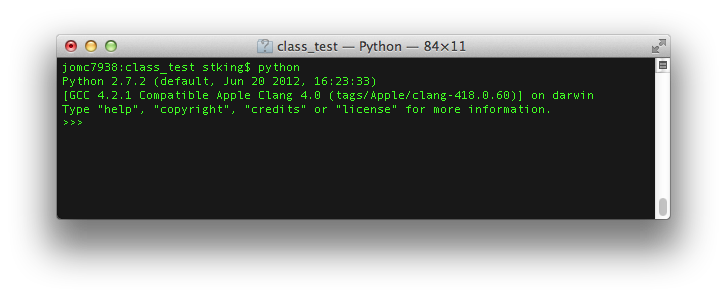 class_test — Python — 84×11
jomc7938:class_test stking$ python
Python 2.7.2 (default, Jun 20 2012, 16:23:33)
[GCC 4.2.1 Compatible Apple Clang 4.0 (tags/Apple/clang-418.0.60)] on darwin
Type "help", "copyright", "credits" or "license" for more information.
>>>